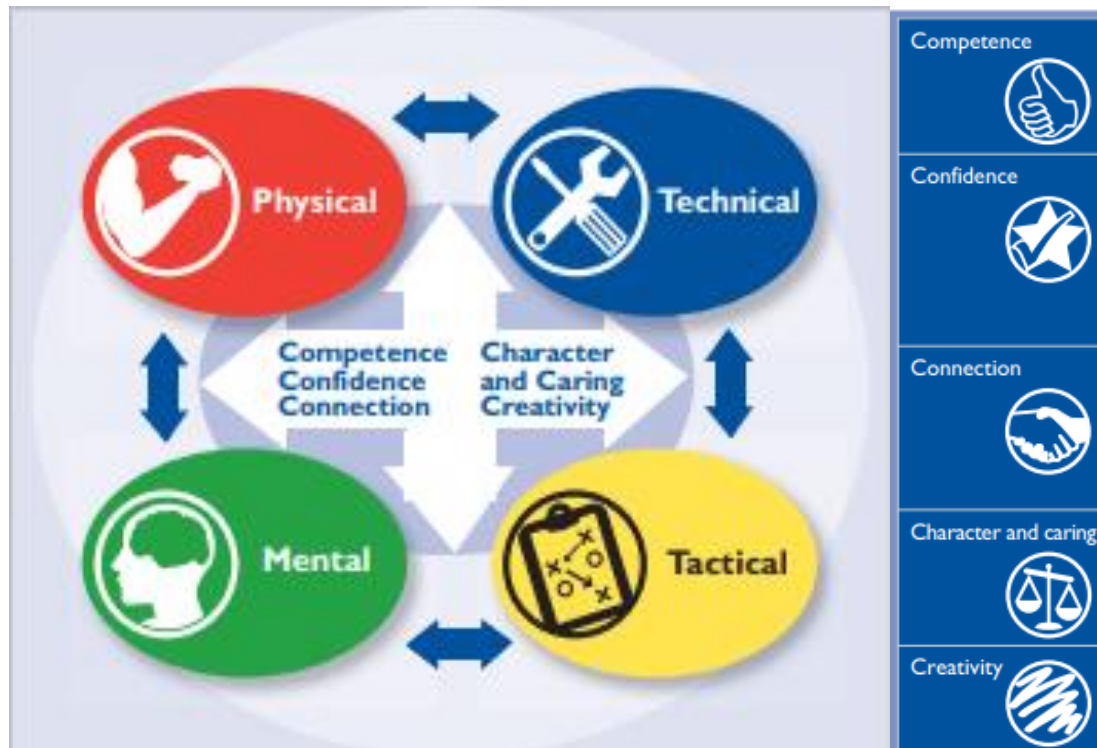 Physical
Technical
Competence
Confidence
Connection
Character
and Caring
Creativity
Mental
Tactical
Competence
Confidence
Connection
Character and caring
Creativity